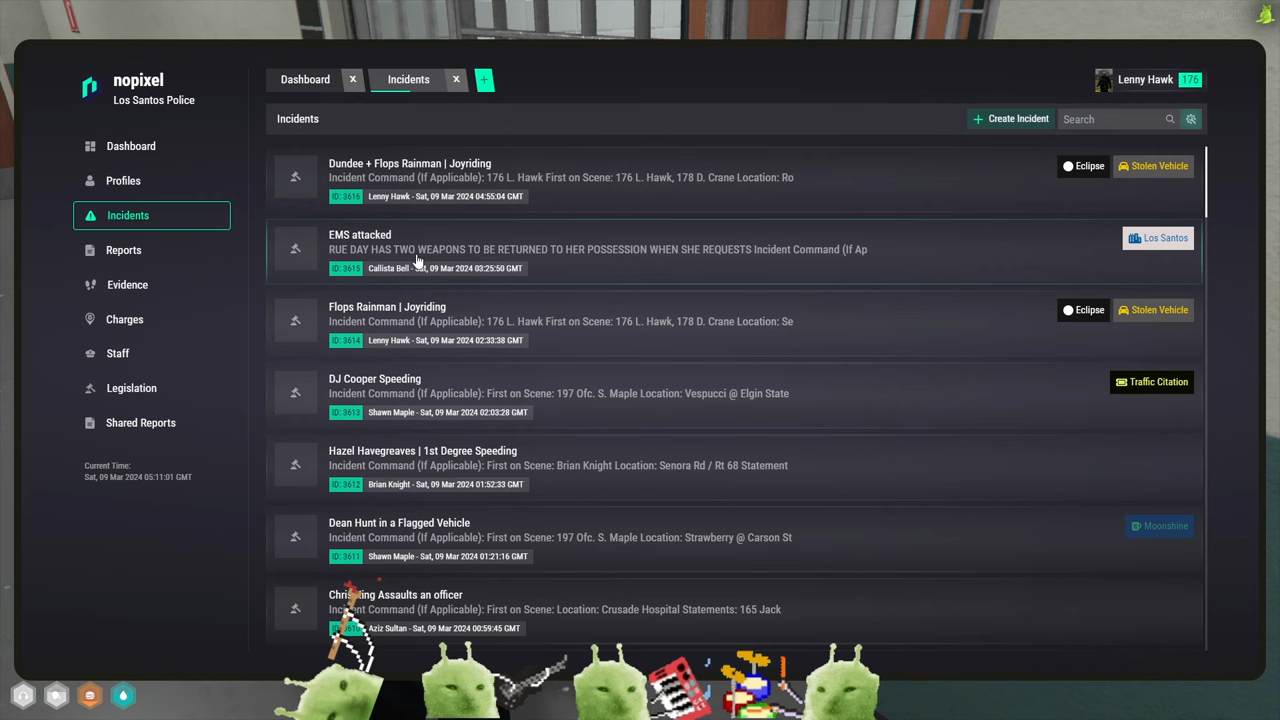 nopixel
Los Santos Police
Dashboard
Profiles
Incidents
Reports
Evidence
Charges
Staff
Legislation
Shared Reports
Current Time:
Sat, 09 Mar 2024 05:11:01 GMT
Dashboard x Incidents x +
Lenny Hawk 176
Incidents
+ Create Incident
Search
Dundee + Flops Rainman | Joyriding
Incident Command (If Applicable): 176 L. Hawk First on Scene: 176 L. Hawk, 178 D. Crane Location: Ro
ID: 3616 Lenny Hawk - Sat, 09 Mar 2024 04:55:04 GMT
Eclipse Stolen Vehicle
EMS attacked
RUE DAY HAS TWO WEAPONS TO BE RETURNED TO HER POSSESSION WHEN SHE REQUESTS Incident Command (If Ap
ID: 3615 Callista Bell - Sat, 09 Mar 2024 03:25:50 GMT
Los Santos
Flops Rainman | Joyriding
Incident Command (If Applicable): 176 L. Hawk First on Scene: 176 L. Hawk, 178 D. Crane Location: Se
ID: 3614 Lenny Hawk - Sat, 09 Mar 2024 02:33:38 GMT
Eclipse Stolen Vehicle
DJ Cooper Speeding
Incident Command (If Applicable): First on Scene: 197 Ofc. S. Maple Location: Vespucci @ Elgin State
ID: 3613 Shawn Maple - Sat, 09 Mar 2024 02:03:28 GMT
Traffic Citation
Hazel Havegreaves | 1st Degree Speeding
Incident Command (If Applicable): First on Scene: Brian Knight Location: Senora Rd / Rt 68 Statement
ID: 3612 Brian Knight - Sat, 09 Mar 2024 01:52:33 GMT
Dean Hunt in a Flagged Vehicle
Incident Command (If Applicable): First on Scene: 197 Ofc. S. Maple Location: Strawberry @ Carson St
ID: 3611 Shawn Maple - Sat, 09 Mar 2024 01:21:16 GMT
Moonshine
Assaults an officer
Incident Command (If Applicable): First on Scene: Location: Crusade Hospital Statements: 165 Jack
Aziz Sultan - Sat, 09 Mar 2024 00:59:45 GMT